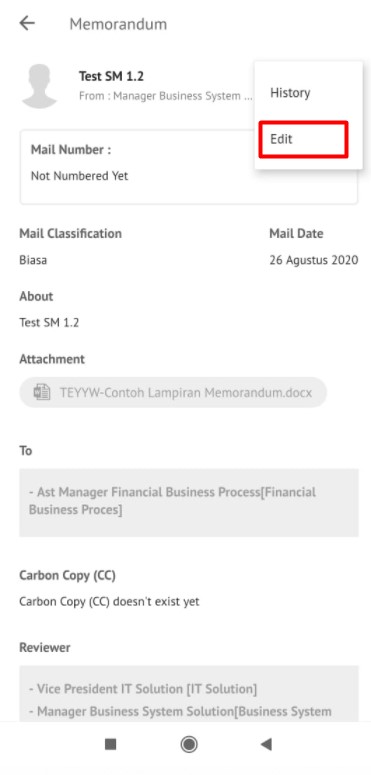 Memorandum
Test SM 1.2
From : Manager Business System ...
History
Edit
Mail Number :
Not Numbered Yet
Mail Classification
Mail Date
Biasa
26 Agustus 2020
About
Test SM 1.2
Attachment
TEYYW-Contoh Lampiran Memorandum.docx
To
- Ast Manager Financial Business Process[Financial
Business Proces]
Carbon Copy (CC)
Carbon Copy (CC) doesn't exist yet
Reviewer
- Vice President IT Solution [IT Solution]
- Manager Business System Solution[Business System